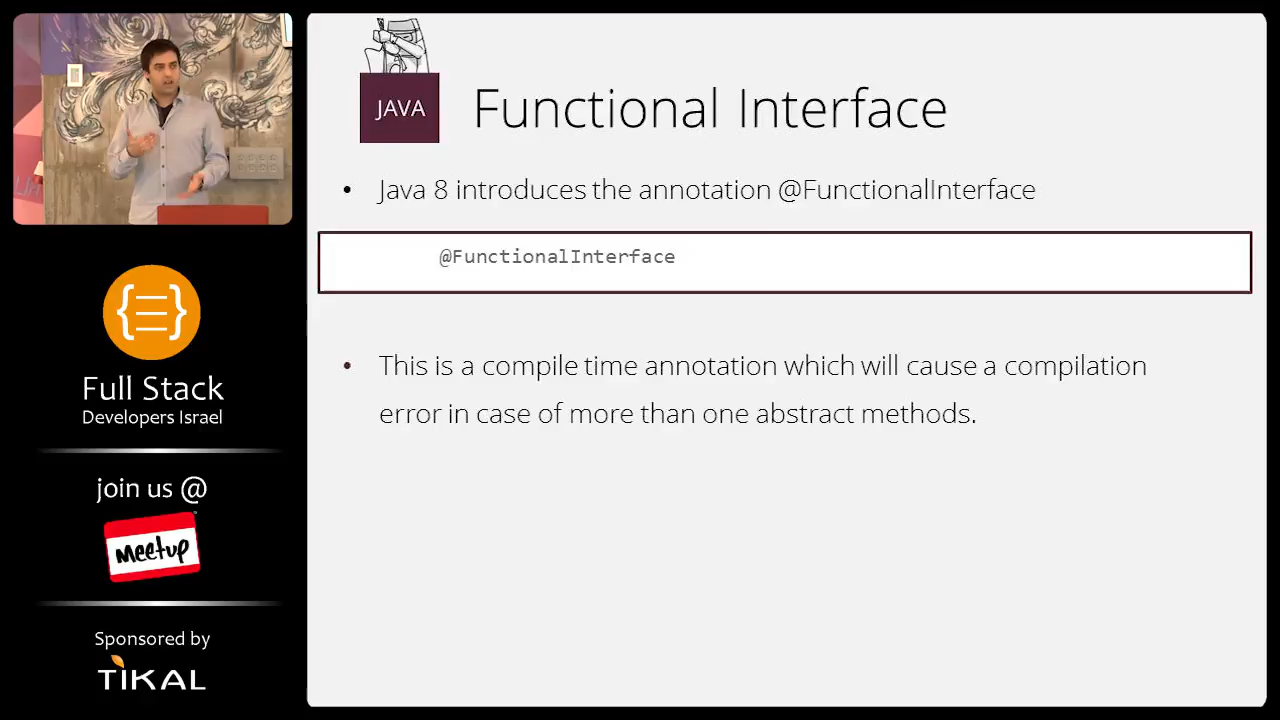 JAVA
Functional Interface
• Java 8 introduces the annotation @FunctionalInterface
@FunctionalInterface
• This is a compile time annotation which will cause a compilation
error in case of more than one abstract methods.
{≡}
Full Stack
Developers Israel
join us @
meetup
Sponsored by
TIKAL